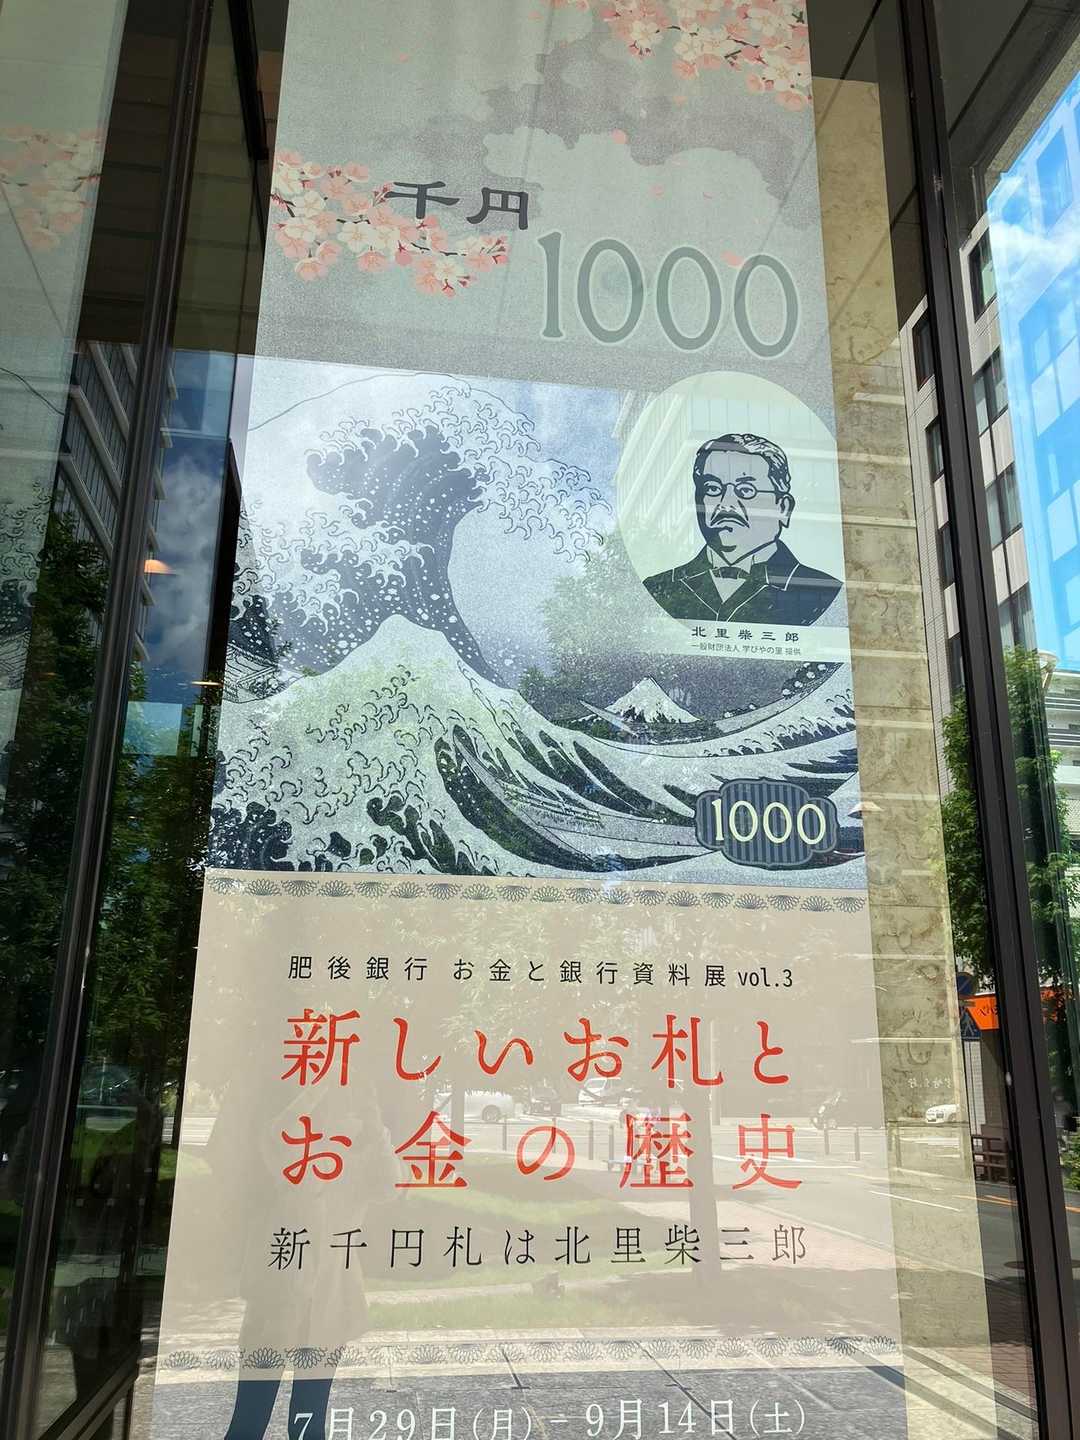 千円
1000
北里柴三郎
一般財団法人 学びやの里 提供
1000
肥後銀行 お金と銀行資料展 vol.3
新しいお札と
お金の歴史
新千円札は北里柴三郎
7月29日(月) - 9月14日(土)